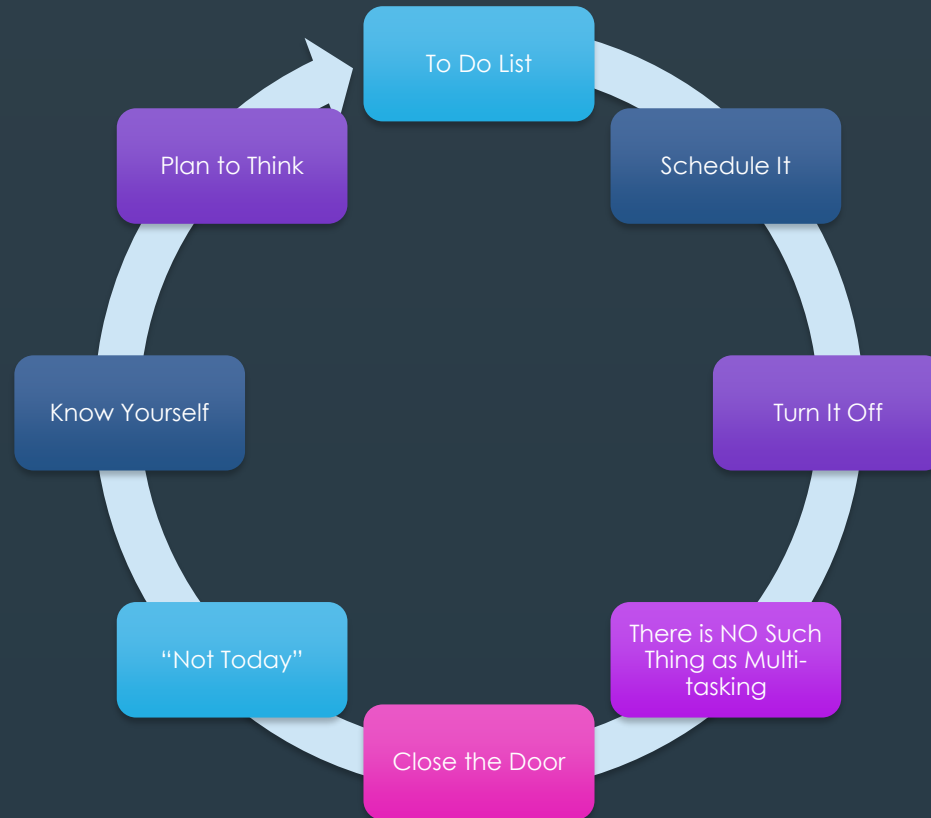 To Do List
Schedule It
Turn It Off
There is NO Such
Thing as Multi-
tasking
Close the Door
“Not Today”
Know Yourself
Plan to Think